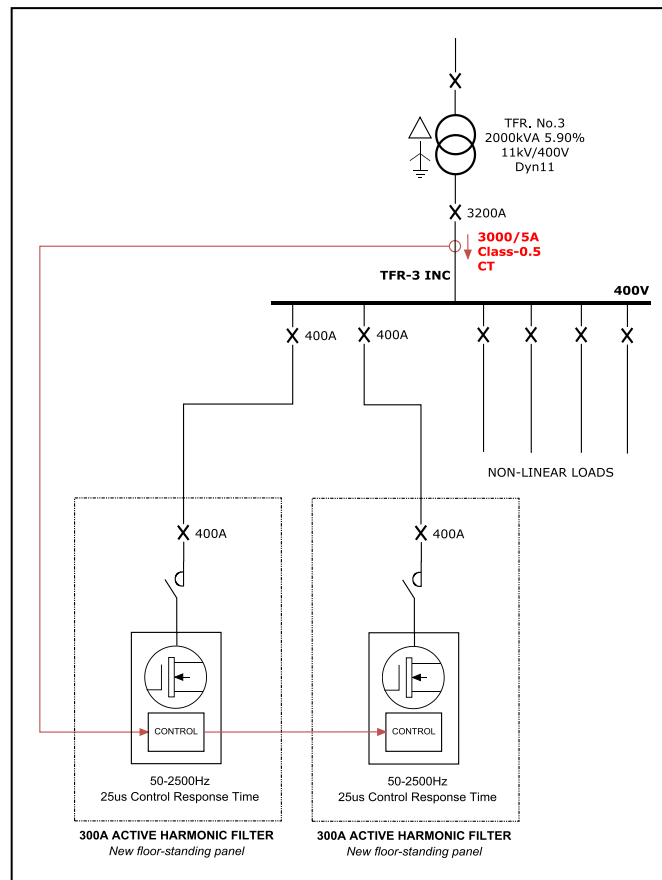 TFR. No.3
2000kVA 5.90%
11kV/400V
Dyn11
3200A
3000/5A
Class-0.5
CT
TFR-3 INC
400V
400A
400A
NON-LINEAR LOADS
400A
400A
CONTROL
CONTROL
50-2500Hz
25us Control Response Time
50-2500Hz
25us Control Response Time
300A ACTIVE HARMONIC FILTER
New floor-standing panel
300A ACTIVE HARMONIC FILTER
New floor-standing panel